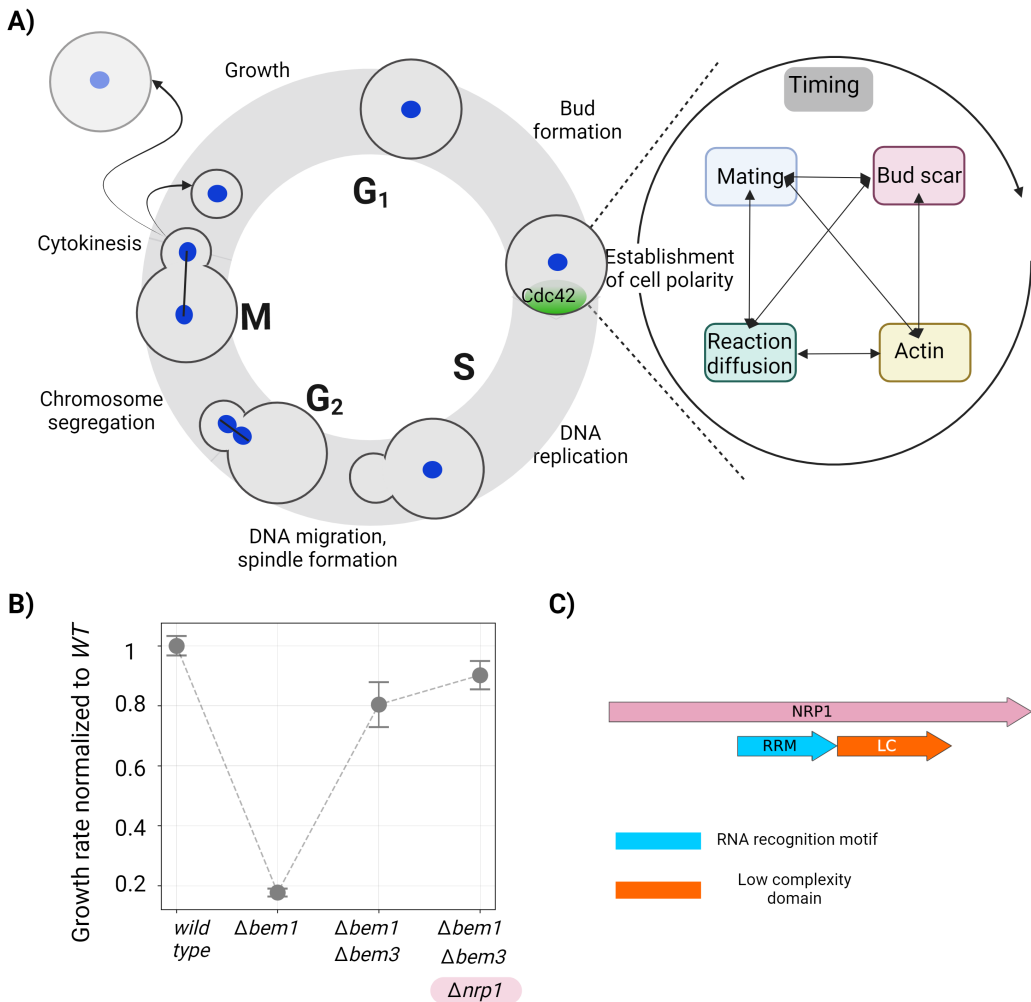 A)
Growth
Bud
formation
G₁
Cytokinesis
M
Chromosome
segregation
G₂
S
DNA
replication
DNA migration,
spindle formation
Cdc42
Establishment
of cell polarity
Timing
Mating
Bud scar
Reaction
diffusion
Actin
B)
Growth rate normalized to WT
1
0.8
0.6
0.4
0.2
wild
type
Δbem1
Δbem1
Δbem3
Δbem1
Δbem3
Δnrp1
C)
NRP1
RRM
LC
RNA recognition motif
Low complexity
domain